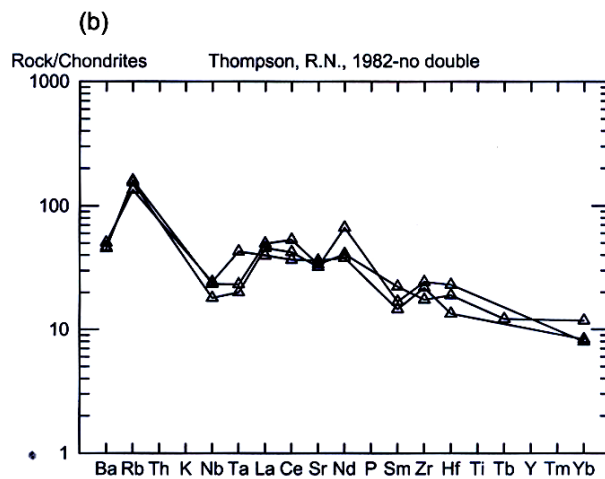 (b)
Rock/Chondrites Thompson, R.N., 1982-no double
1000
100
10
1
Ba Rb Th K Nb Ta La Ce Sr Nd P Sm Zr Hf Ti Tb Y Tm Yb